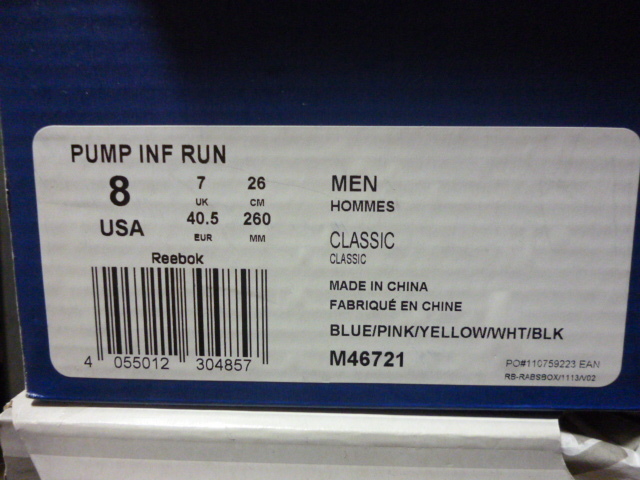 PUMP INF RUN
8 7 26
UK CM
40.5 260
USA EUR MM
MEN
HOMMES
CLASSIC
CLASSIC
Reebok
MADE IN CHINA
FABRIQUÉ EN CHINE
BLUE/PINK/YELLOW/WHT/BLK
4 055012 304857
M46721
PO#110759223 EAN
RB-RABSBOX/1113/V02